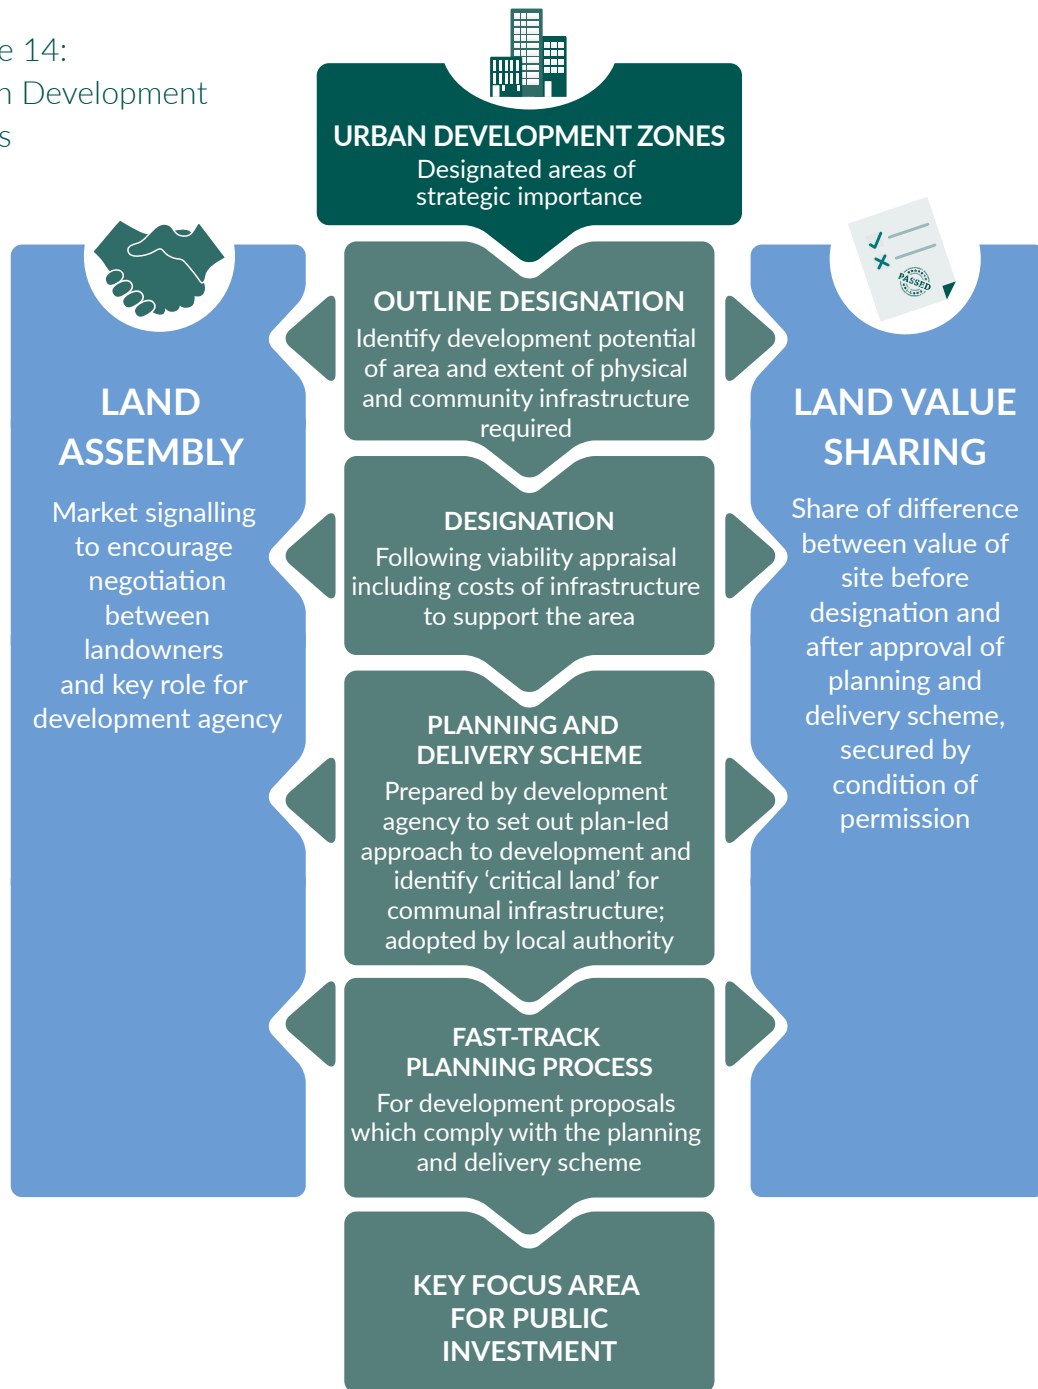 e 14:
n Development
s
URBAN DEVELOPMENT ZONES
Designated areas of
strategic importance
OUTLINE DESIGNATION
Identify development potential
of area and extent of physical
and community infrastructure
required
DESIGNATION
Following viability appraisal
including costs of infrastructure
to support the area
PLANNING AND
DELIVERY SCHEME
Prepared by development
agency to set out plan-led
approach to development and
identify ‘critical land’ for
communal infrastructure;
adopted by local authority
FAST-TRACK
PLANNING PROCESS
For development proposals
which comply with the planning
and delivery scheme
KEY FOCUS AREA
FOR PUBLIC
INVESTMENT
LAND
ASSEMBLY
Market signalling
to encourage
negotiation
between
landowners
and key role for
development agency
PASSED
LAND VALUE
SHARING
Share of difference
between value of
site before
designation and
after approval of
planning and
delivery scheme,
secured by
condition of
permission